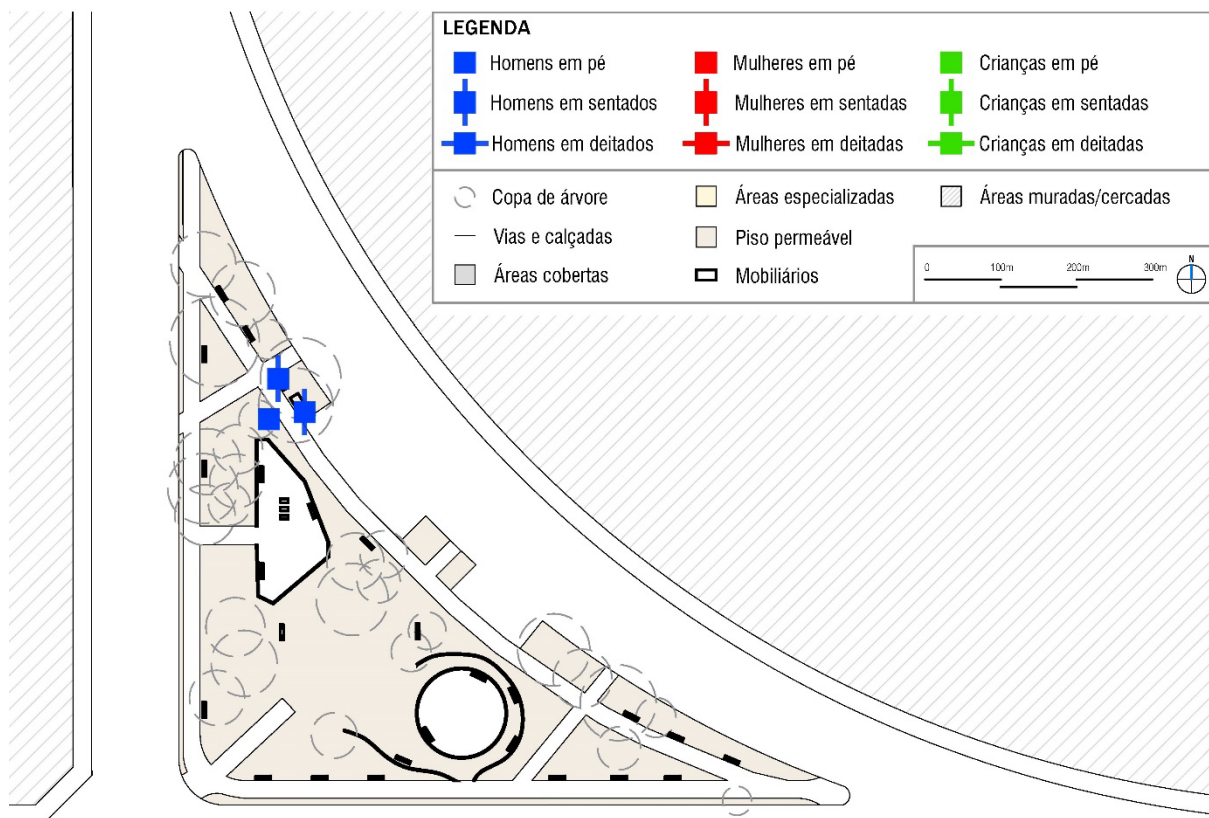 LEGENDA
Homens em pé
Mulheres em pé
Crianças em pé
Homens em sentados
Mulheres em sentadas
Crianças em sentadas
Homens em deitados
Mulheres em deitadas
Crianças em deitadas
Copa de árvore
Áreas especializadas
Áreas muradas/cercadas
Vias e calçadas
Piso permeável
Áreas cobertas
Mobiliários
0 100m 200m 300m
N